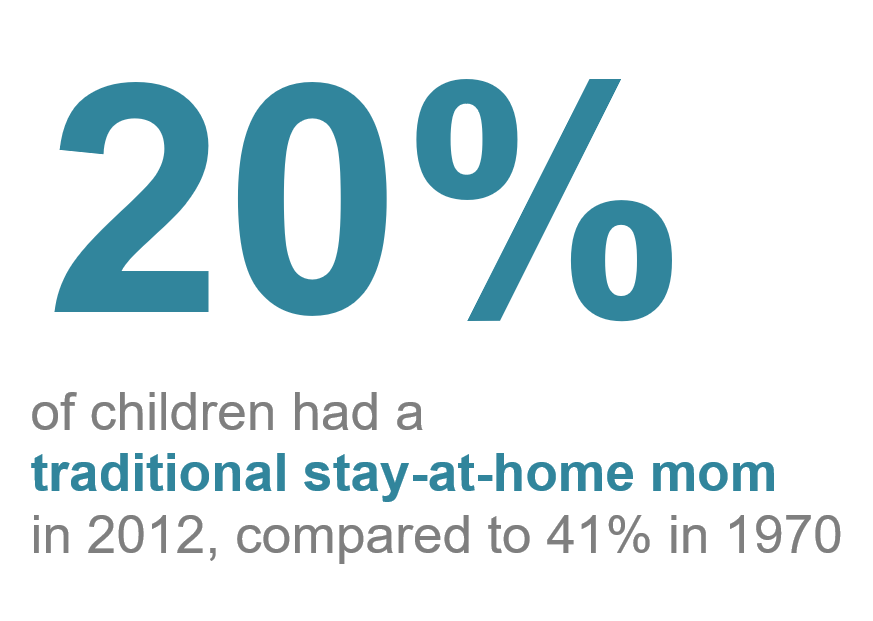 20%
of children had a
traditional stay-at-home mom
in 2012, compared to 41% in 1970